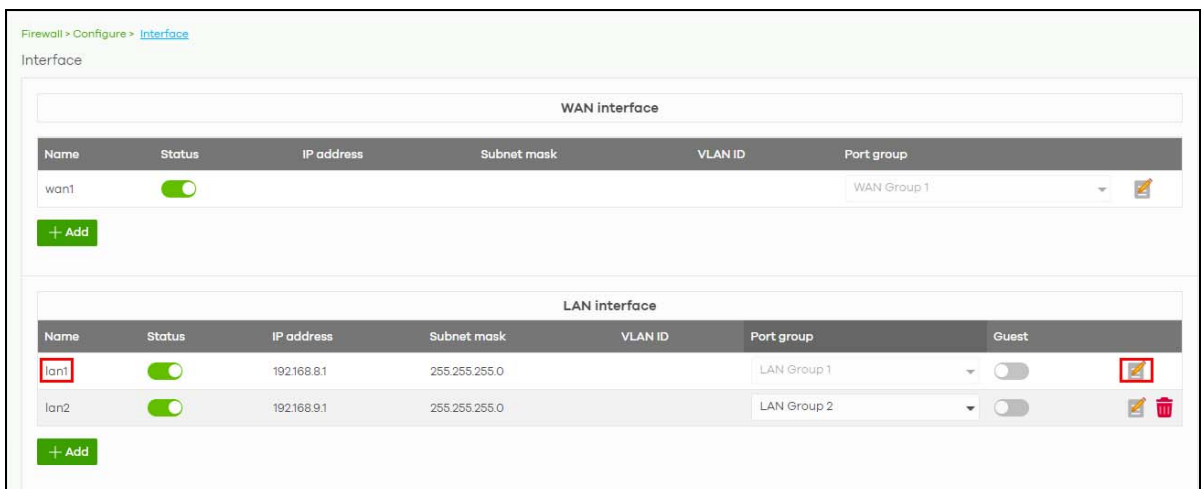 Firewall > Configure > Interface
Interface
WAN interface
Name Status IP address Subnet mask VLAN ID Port group
wan1 WAN Group 1
+ Add
LAN interface
Name Status IP address Subnet mask VLAN ID Port group Guest
lan1 192.168.8.1 255.255.255.0 LAN Group 1
lan2 192.168.9.1 255.255.255.0 LAN Group 2
+ Add